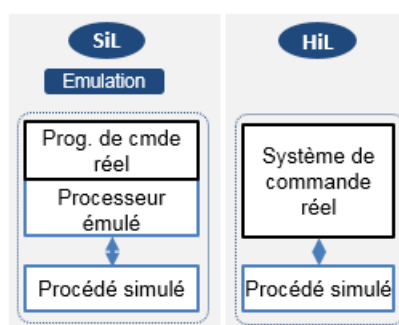 SiL
Emulation
Prog. de cmde
réel
Processeur
émulé
Procédé simulé
HiL
Système de
commande
réel
Procédé simulé